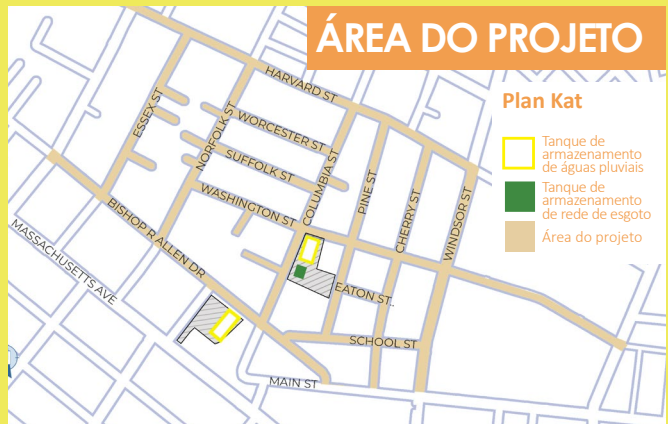 ÁREA DO PROJETO
Plan Kat
Tanque de
armazenamento
de águas pluviais
Tanque de
armazenamento
de rede de esgoto
Área do projeto
HARVARD ST
ESSEX ST
NORFOLK ST
WORCESTER ST
SUFFOLK ST
COLUMBIA ST
WASHINGTON ST
PINE ST
CHERRY ST
WINDSOR ST
BISHOP R ALLEN DR
MASSACHUSETTS AVE
EATON ST..
SCHOOL ST
MAIN ST